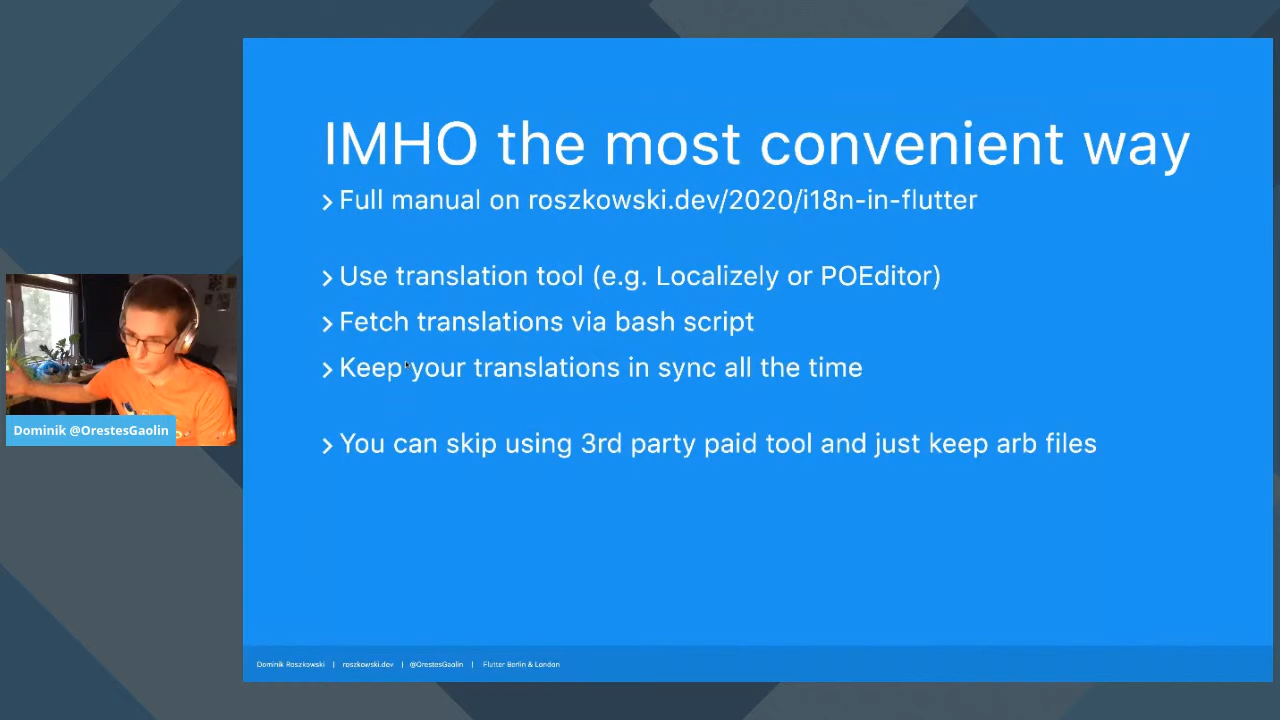 IMHO the most convenient way
› Full manual on roszkowski.dev/2020/i18n-in-flutter
› Use translation tool (e.g. Localizely or POEditor)
› Fetch translations via bash script
› Keep your translations in sync all the time
› You can skip using 3rd party paid tool and just keep arb files
Dominik @OrestesGaolin
Dominik Roszkowski | roszkowski.dev | @OrestesGaolin | Flutter Berlin & London